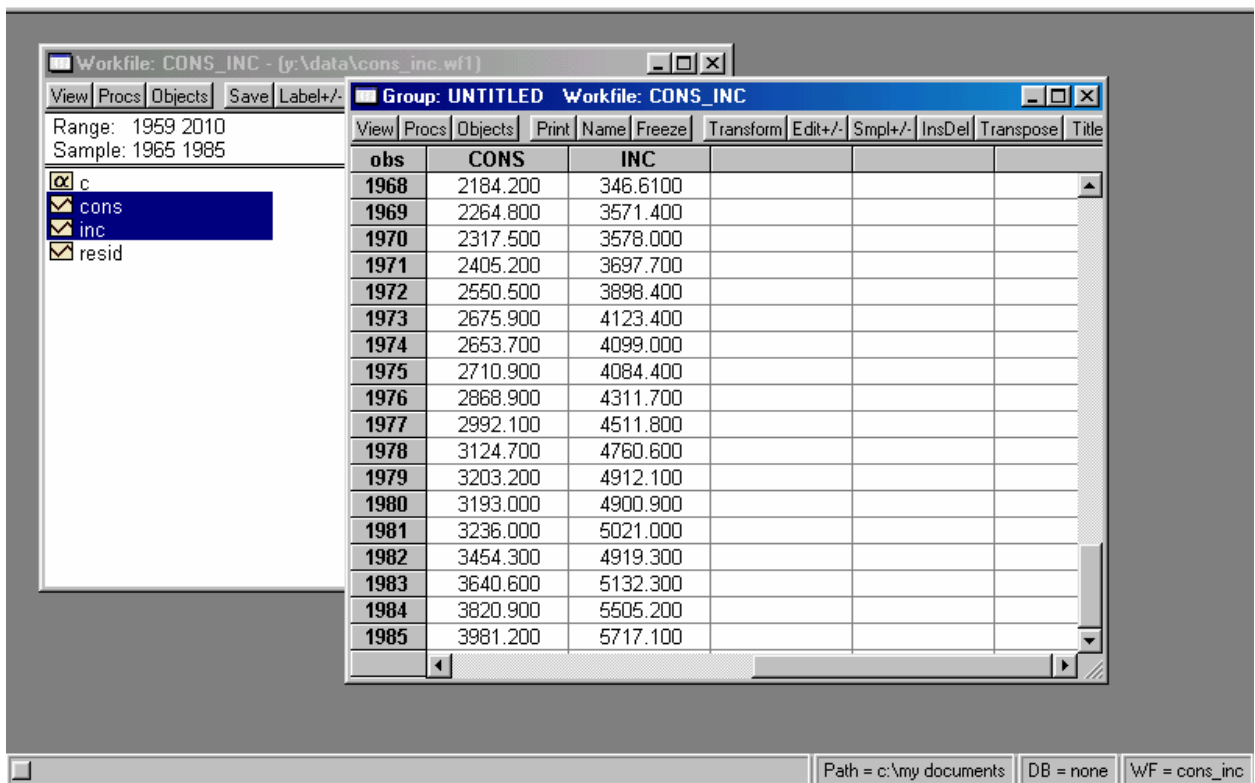 Workfile: CONS_INC - (y:\data\cons_inc.wf1)
View Procs Objects Save Label+/-
Range: 1959 2010
Sample: 1965 1985
c
cons
inc
resid
Group: UNTITLED Workfile: CONS_INC
View Procs Objects Print Name Freeze Transform Edit+/- Smpl+/- InsDel Transpose Title
obs CONS INC
1968 2184.200 346.6100
1969 2264.800 3571.400
1970 2317.500 3578.000
1971 2405.200 3697.700
1972 2550.500 3898.400
1973 2675.900 4123.400
1974 2653.700 4099.000
1975 2710.900 4084.400
1976 2868.900 4311.700
1977 2992.100 4511.800
1978 3124.700 4760.600
1979 3203.200 4912.100
1980 3193.000 4900.900
1981 3236.000 5021.000
1982 3454.300 4919.300
1983 3640.600 5132.300
1984 3820.900 5505.200
1985 3981.200 5717.100
Path = c:\my documents DB = none WF = cons_inc